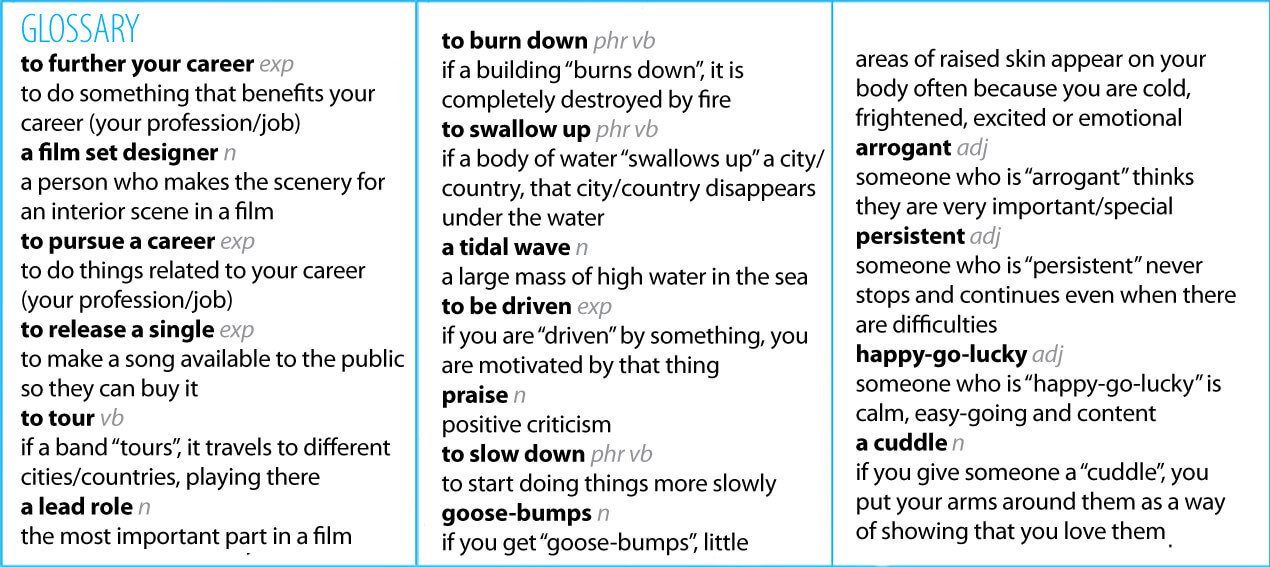 GLOSSARY
to further your career exp
to do something that benefits your
career (your profession/job)
a film set designer n
a person who makes the scenery for
an interior scene in a film
to pursue a career exp
to do things related to your career
(your profession/job)
to release a single exp
to make a song available to the public
so they can buy it
to tour vb
if a band “tours”, it travels to different
cities/countries, playing there
a lead role n
the most important part in a film
to burn down phr vb
if a building “burns down”, it is
completely destroyed by fire
to swallow up phr vb
if a body of water “swallows up” a city/
country, that city/country disappears
under the water
a tidal wave n
a large mass of high water in the sea
to be driven exp
if you are “driven” by something, you
are motivated by that thing
praise n
positive criticism
to slow down phr vb
to start doing things more slowly
goose-bumps n
if you get “goose-bumps”, little
areas of raised skin appear on your
body often because you are cold,
frightened, excited or emotional
arrogant adj
someone who is “arrogant” thinks
they are very important/special
persistent adj
someone who is “persistent” never
stops and continues even when there
are difficulties
happy-go-lucky adj
someone who is “happy-go-lucky” is
calm, easy-going and content
a cuddle n
if you give someone a “cuddle”, you
put your arms around them as a way
of showing that you love them .